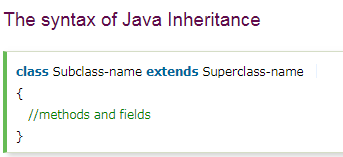 The syntax of Java Inheritance
class Subclass-name extends Superclass-name
{
//methods and fields
}